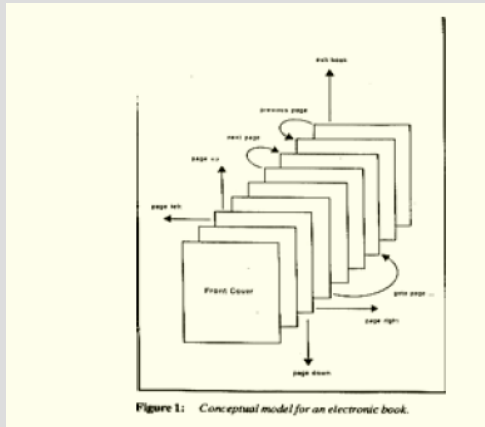 exit book
previous page
next page
page up
page left
Front Cover
goto page ...
page right
page down
Figure 1: Conceptual model for an electronic book.